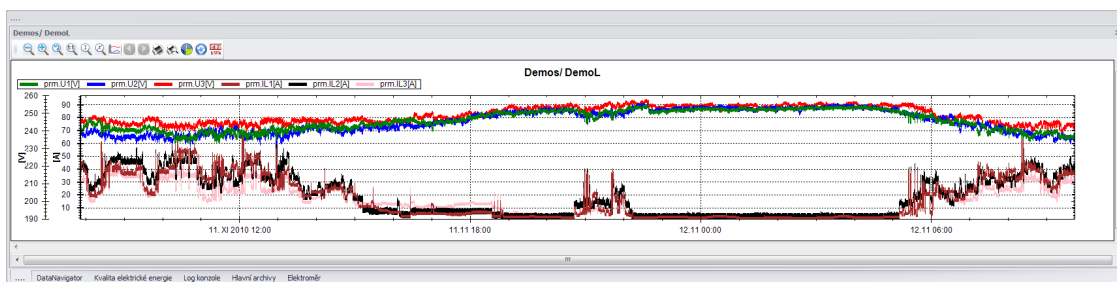 ....
Demos/ DemoL
Demos/ DemoL
prm.U1[V] prm.U2[V] prm.U3[V] prm.IL1[A] prm.IL2[A] prm.IL3[A]
260
250
240
230
220
210
200
190
[V]
90
80
70
60
50
40
30
20
10
[A]
11. XI 2010 12:00 11.11 18:00 12.11 00:00 12.11 06:00
.... DataNavigator Kvalita elektrické energie Log konzole Hlavní archivy Elektroměr